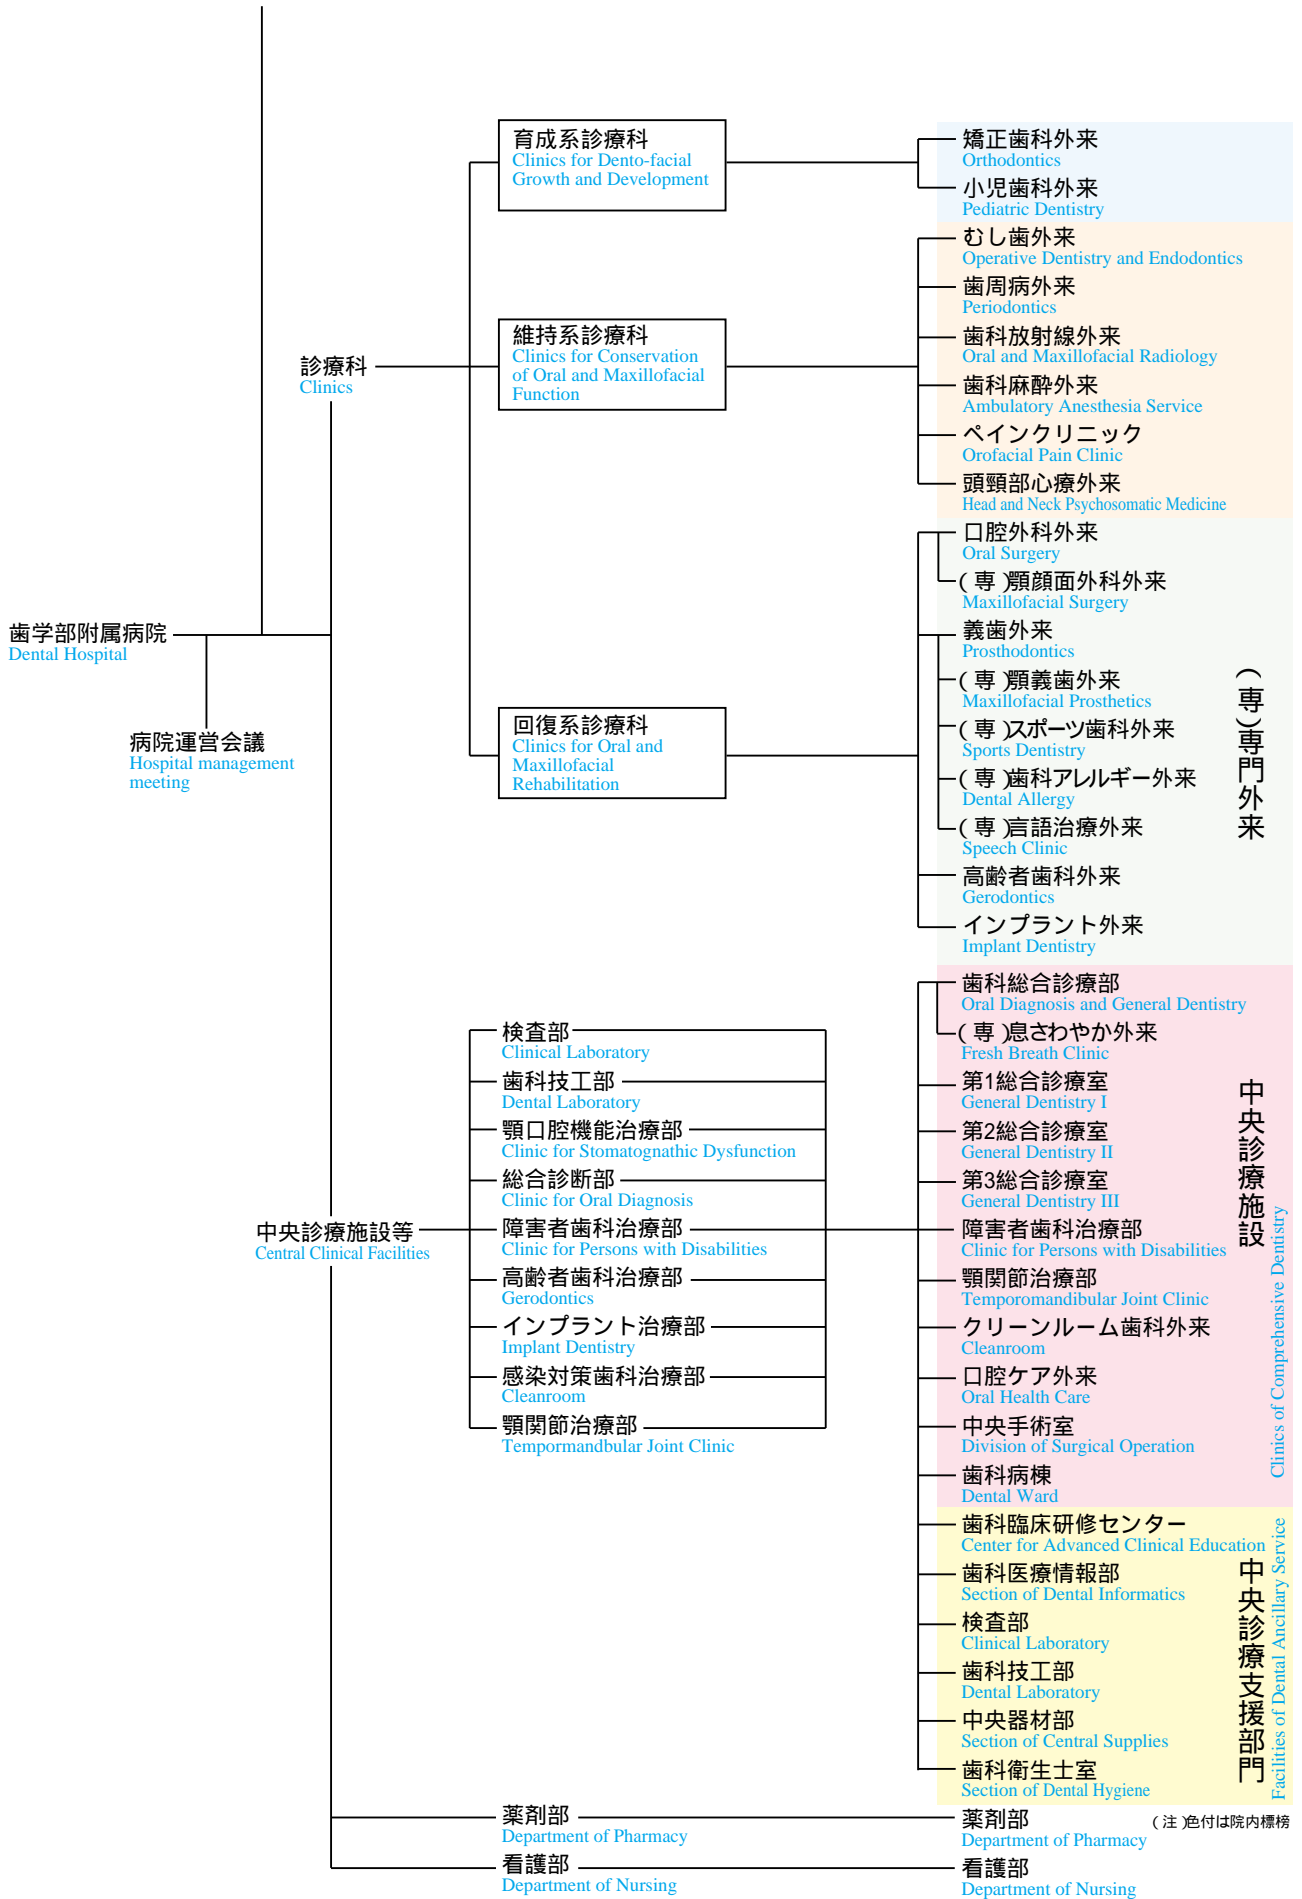 歯学部附属病院
Dental Hospital
病院運営会議
Hospital management
meeting
診療科
Clinics
育成系診療科
Clinics for Dento-facial
Growth and Development
矯正歯科外来
Orthodontics
小児歯科外来
Pediatric Dentistry
維持系診療科
Clinics for Conservation
of Oral and Maxillofacial
Function
むし歯外来
Operative Dentistry and Endodontics
歯周病外来
Periodontics
歯科放射線外来
Oral and Maxillofacial Radiology
歯科麻酔外来
Ambulatory Anesthesia Service
ペインクリニック
Orofacial Pain Clinic
頭頸部心療外来
Head and Neck Psychosomatic Medicine
回復系診療科
Clinics for Oral and
Maxillofacial
Rehabilitation
口腔外科外来
Oral Surgery
(専)顎顔面外科外来
Maxillofacial Surgery
義歯外来
Prosthodontics
(専)顎義歯外来
Maxillofacial Prosthetics
(専)スポーツ歯科外来
Sports Dentistry
(専)歯科アレルギー外来
Dental Allergy
(専)言語治療外来
Speech Clinic
高齢者歯科外来
Gerodontics
インプラント外来
Implant Dentistry
(専)専門外来
中央診療施設等
Central Clinical Facilities
検査部
Clinical Laboratory
歯科技工部
Dental Laboratory
顎口腔機能治療部
Clinic for Stomatognathic Dysfunction
総合診断部
Clinic for Oral Diagnosis
障害者歯科治療部
Clinic for Persons with Disabilities
高齢者歯科治療部
Gerodontics
インプラント治療部
Implant Dentistry
感染対策歯科治療部
Cleanroom
顎関節治療部
Tempormandbular Joint Clinic
歯科総合診療部
Oral Diagnosis and General Dentistry
(専)息さわやか外来
Fresh Breath Clinic
第1総合診療室
General Dentistry I
第2総合診療室
General Dentistry II
第3総合診療室
General Dentistry III
障害者歯科治療部
Clinic for Persons with Disabilities
顎関節治療部
Temporomandibular Joint Clinic
クリーンルーム歯科外来
Cleanroom
口腔ケア外来
Oral Health Care
中央手術室
Division of Surgical Operation
歯科病棟
Dental Ward
中央診療施設
Clinics of Comprehensive Dentistry
歯科臨床研修センター
Center for Advanced Clinical Education
歯科医療情報部
Section of Dental Informatics
検査部
Clinical Laboratory
歯科技工部
Dental Laboratory
中央器材部
Section of Central Supplies
歯科衛生士室
Section of Dental Hygiene
中央診療支援部門
Facilities of Dental Ancillary Service
薬剤部
Department of Pharmacy
薬剤部
Department of Pharmacy
(注)色付は院内標榜
看護部
Department of Nursing
看護部
Department of Nursing